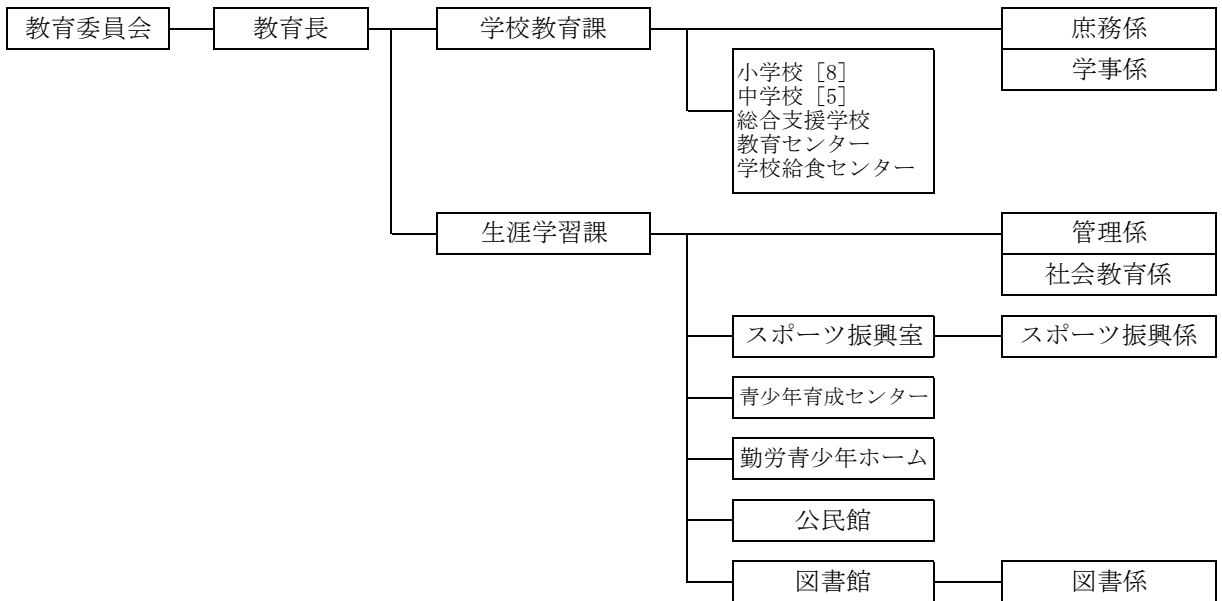 教育委員会
教育長
学校教育課
庶務係
学事係
小学校 [8]
中学校 [5]
総合支援学校
教育センター
学校給食センター
生涯学習課
管理係
社会教育係
スポーツ振興室
スポーツ振興係
青少年育成センター
勤労青少年ホーム
公民館
図書館
図書係